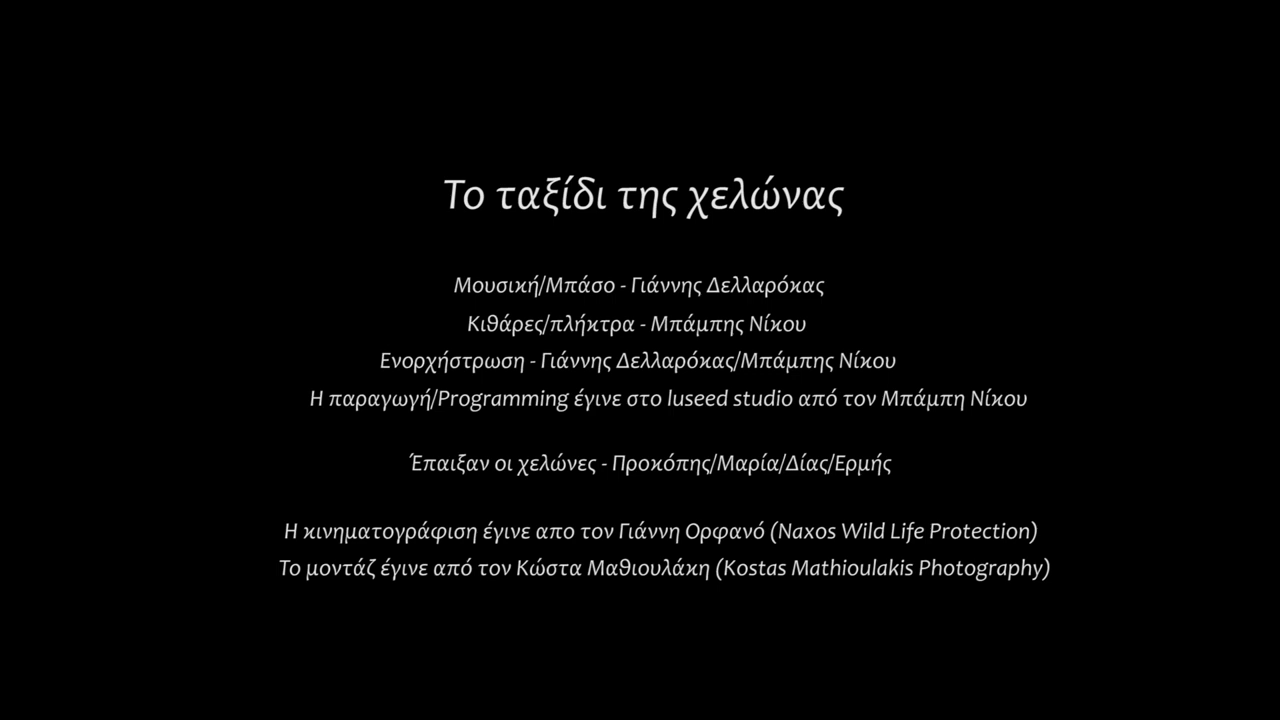 Το ταξίδι της χελώνας
Μουσική/Μπάσο - Γιάννης Δελλαρόκας
Κιθάρες/πλήκτρα - Μπάμπης Νίκου
Ενορχήστρωση - Γιάννης Δελλαρόκας/Μπάμπης Νίκου
Η παραγωγή/Programming έγινε στο luseed studio από τον Μπάμπη Νίκου
Έπαιξαν οι χελώνες - Προκόπης/Μαρία/Δίας/Ερμής
Η κινηματογράφιση έγινε απο τον Γιάννη Ορφανό (Naxos Wild Life Protection)
Το μοντάζ έγινε από τον Κώστα Μαθιουλάκη (Kostas Mathioulakis Photography)